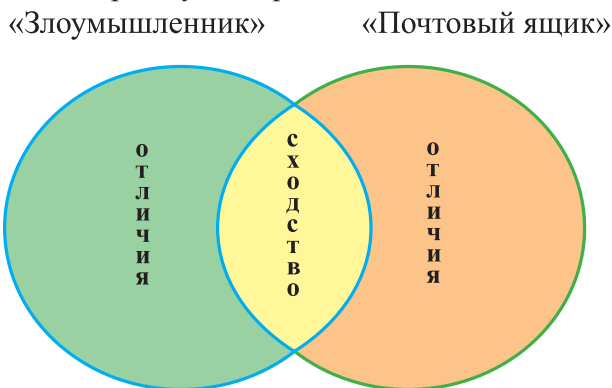 «Злоумышленник» «Почтовый ящик»
отличия
сходство
отличия